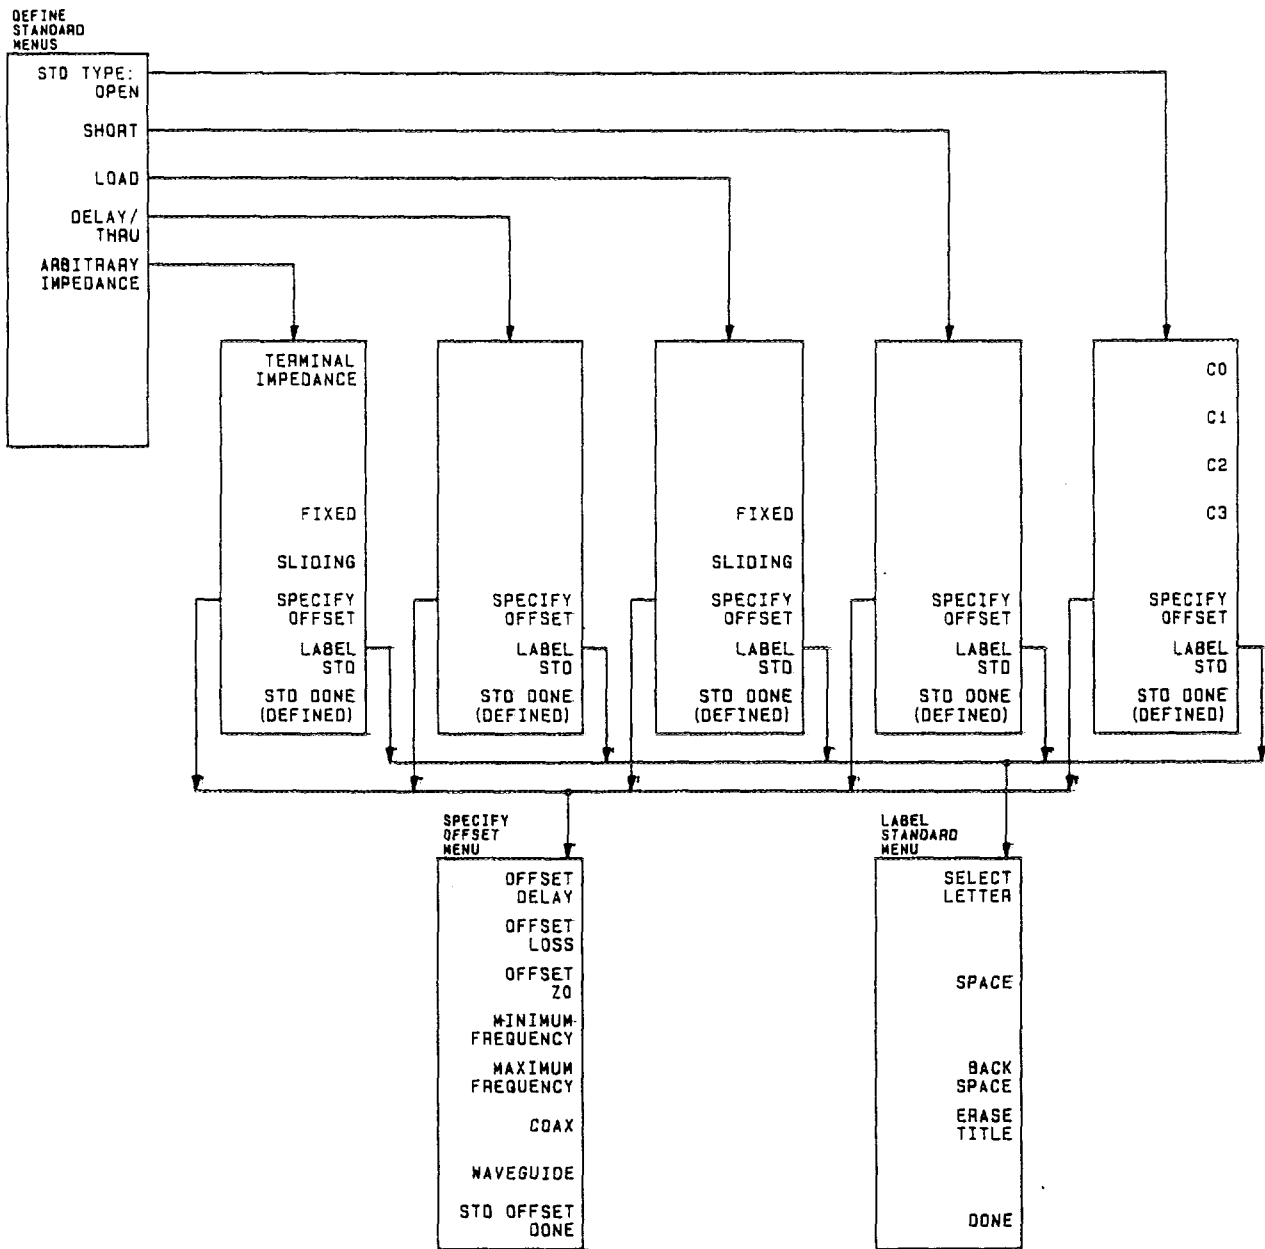 DEFINE
STANDARD
MENUS
STD TYPE:
OPEN
SHORT
LOAD
DELAY/
THRU
ARBITRARY
IMPEDANCE
TERMINAL
IMPEDANCE
FIXED
SLIDING
SPECIFY
OFFSET
LABEL
STD
STD DONE
(DEFINED)
SPECIFY
OFFSET
LABEL
STD
STD DONE
(DEFINED)
FIXED
SLIDING
SPECIFY
OFFSET
LABEL
STD
STD DONE
(DEFINED)
SPECIFY
OFFSET
LABEL
STD
STD DONE
(DEFINED)
C0
C1
C2
C3
SPECIFY
OFFSET
LABEL
STD
STD DONE
(DEFINED)
SPECIFY
OFFSET
MENU
OFFSET
DELAY
OFFSET
LOSS
OFFSET
Z0
MINIMUM
FREQUENCY
MAXIMUM
FREQUENCY
COAX
WAVEGUIDE
STD OFFSET
DONE
LABEL
STANDARD
MENU
SELECT
LETTER
SPACE
BACK
SPACE
ERASE
TITLE
DONE